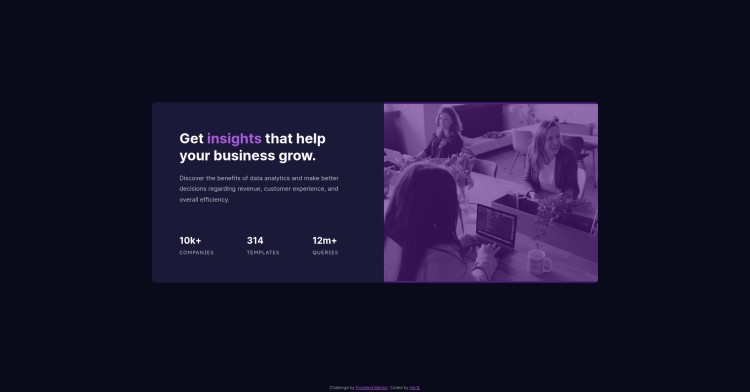 Get insights that help
your business grow.
Discover the benefits of data analytics and make better
decisions regarding revenue, customer experience, and
overall efficiency.
10k+ 314 12m+
COMPANIES TEMPLATES QUERIES
Challenge by Frontend Mentor. Coded by